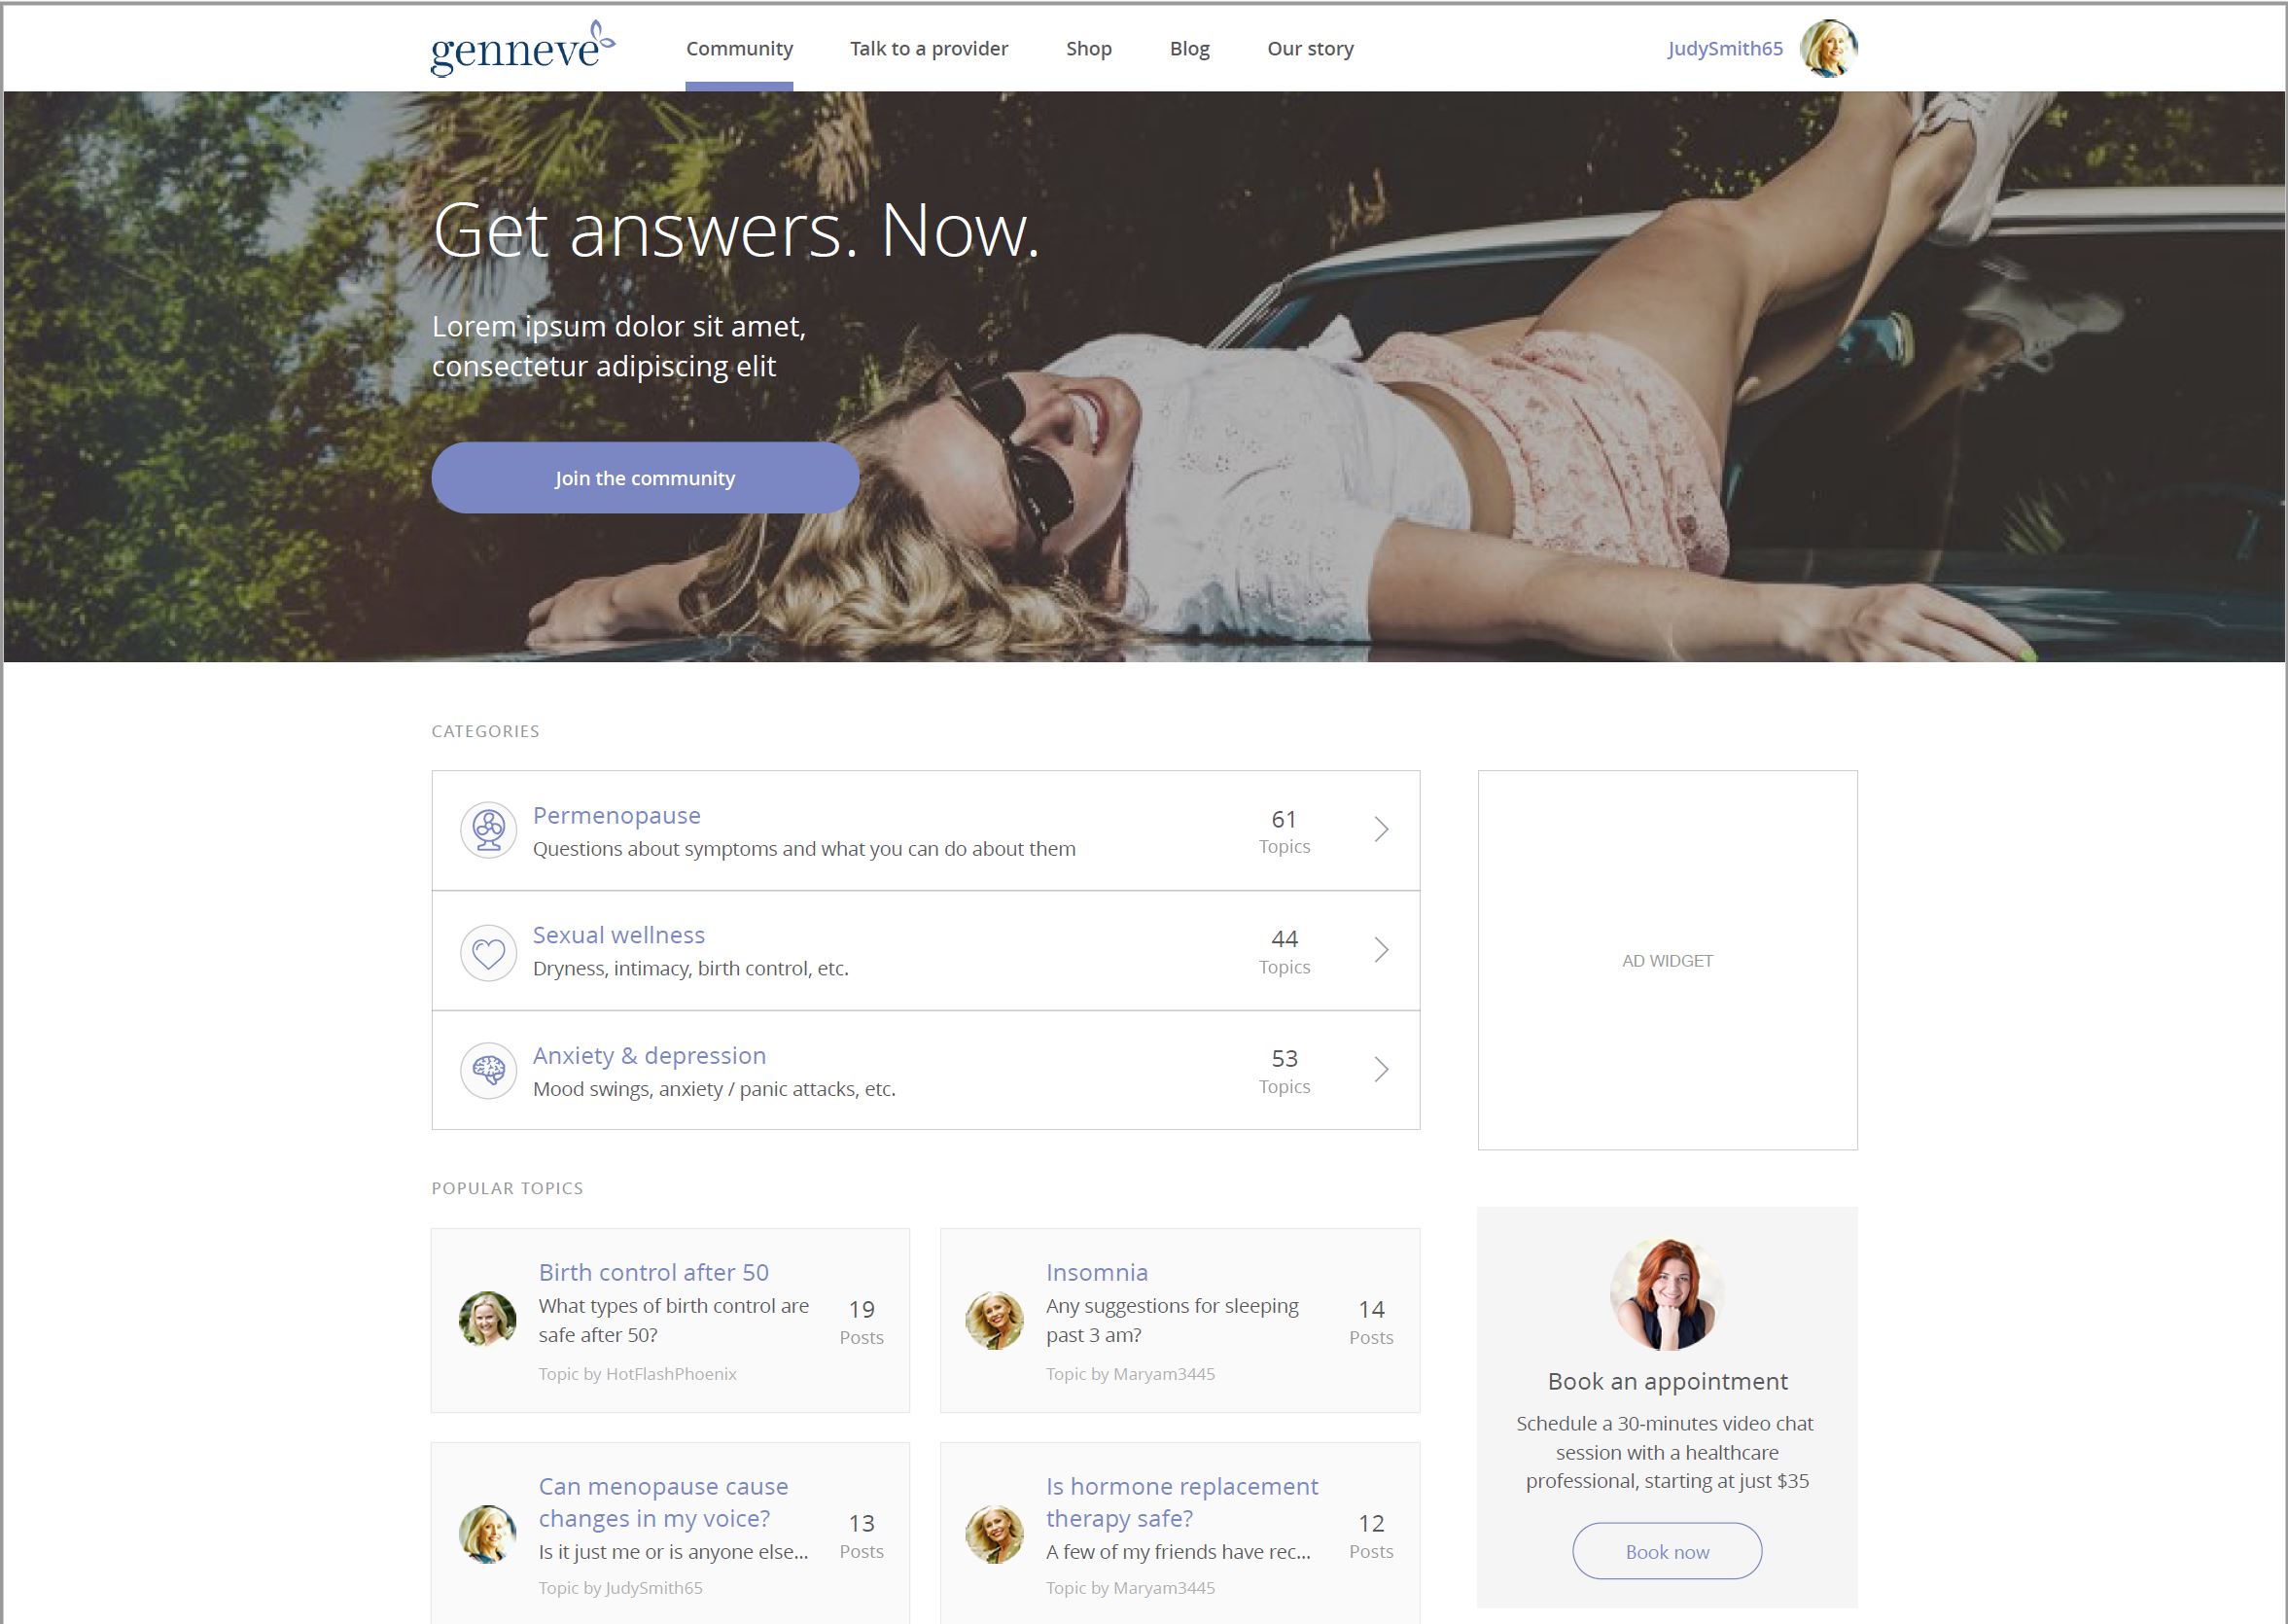 genneve
Community
Talk to a provider
Shop
Blog
Our story
JudySmith65
Get answers. Now.
Lorem ipsum dolor sit amet,
consectetur adipiscing elit
Join the community
CATEGORIES
Permenopause
Questions about symptoms and what you can do about them
61
Topics
Sexual wellness
Dryness, intimacy, birth control, etc.
44
Topics
Anxiety & depression
Mood swings, anxiety / panic attacks, etc.
53
Topics
AD WIDGET
POPULAR TOPICS
Birth control after 50
What types of birth control are
safe after 50?
Topic by HotFlashPhoenix
19
Posts
Insomnia
Any suggestions for sleeping
past 3 am?
Topic by Maryam3445
14
Posts
Can menopause cause
changes in my voice?
Is it just me or is anyone else...
Topic by JudySmith65
13
Posts
Is hormone replacement
therapy safe?
A few of my friends have rec...
Topic by Maryam3445
12
Posts
Book an appointment
Schedule a 30-minutes video chat
session with a healthcare
professional, starting at just $35
Book now